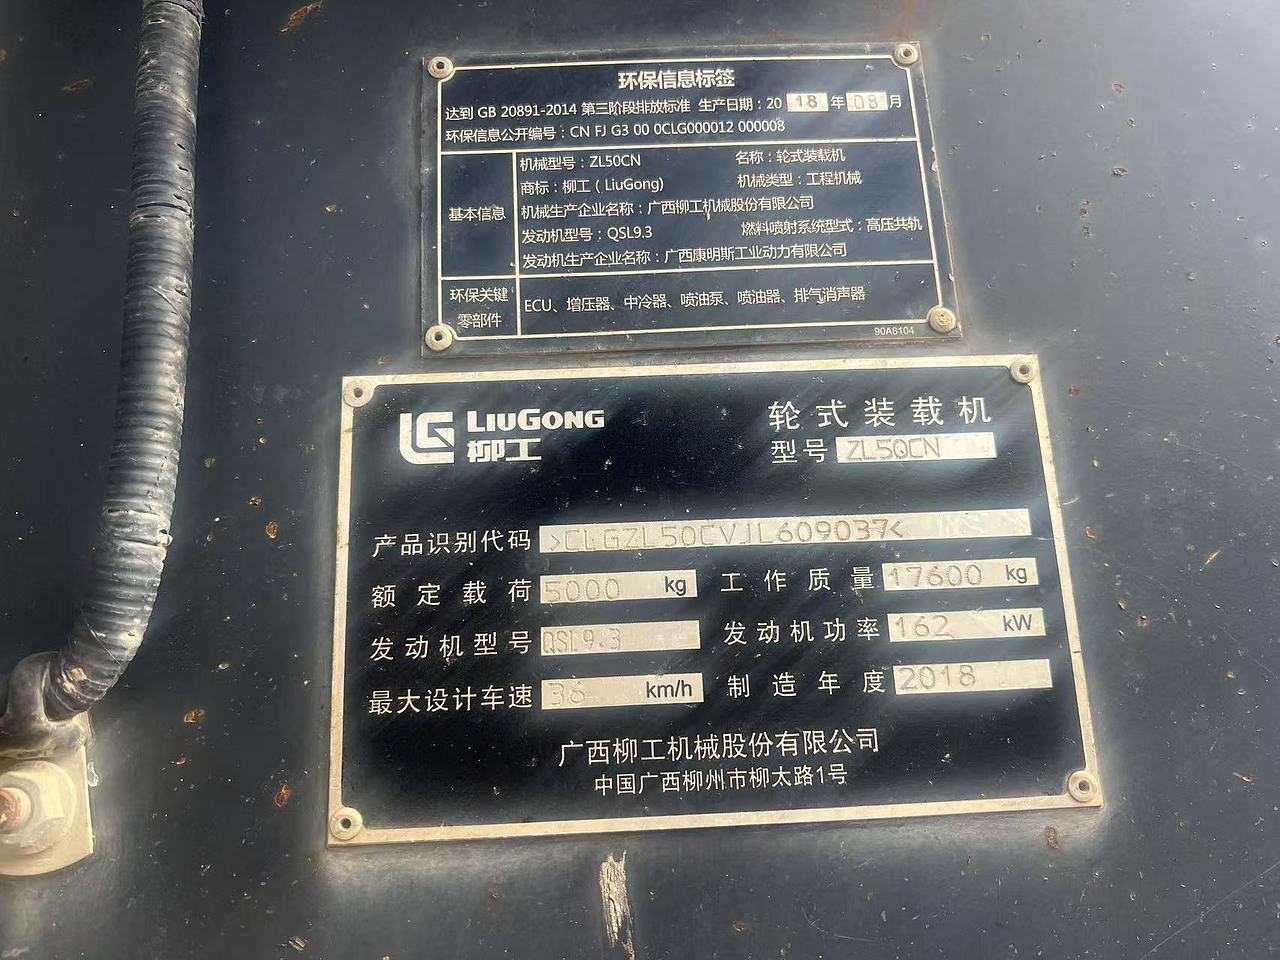 环保信息标签
达到 GB 20891-2014 第三阶段排放标准 生产日期：2018年08月
环保信息公开编号：CN FJ G3 00 0CLG000012 000008
基本信息
机械型号：ZL50CN 名称：轮式装载机
商标：柳工（LiuGong） 机械类型：工程机械
机械生产企业名称：广西柳工机械股份有限公司
发动机型号：QSL9.3 燃料喷射系统型式：高压共轨
发动机生产企业名称：广西康明斯工业动力有限公司
环保关键
零部件
ECU、增压器、中冷器、喷油泵、喷油器、排气消声器
90A8104
LIUGONG
柳工
轮式装载机
型号 ZL50CN
产品识别代码 >CLGZL50CVJL609037<
额定载荷 5000 kg 工作质量 17600 kg
发动机型号 QSL9.3 发动机功率 162 kW
最大设计车速 36 km/h 制造年度 2018
广西柳工机械股份有限公司
中国广西柳州市柳太路1号